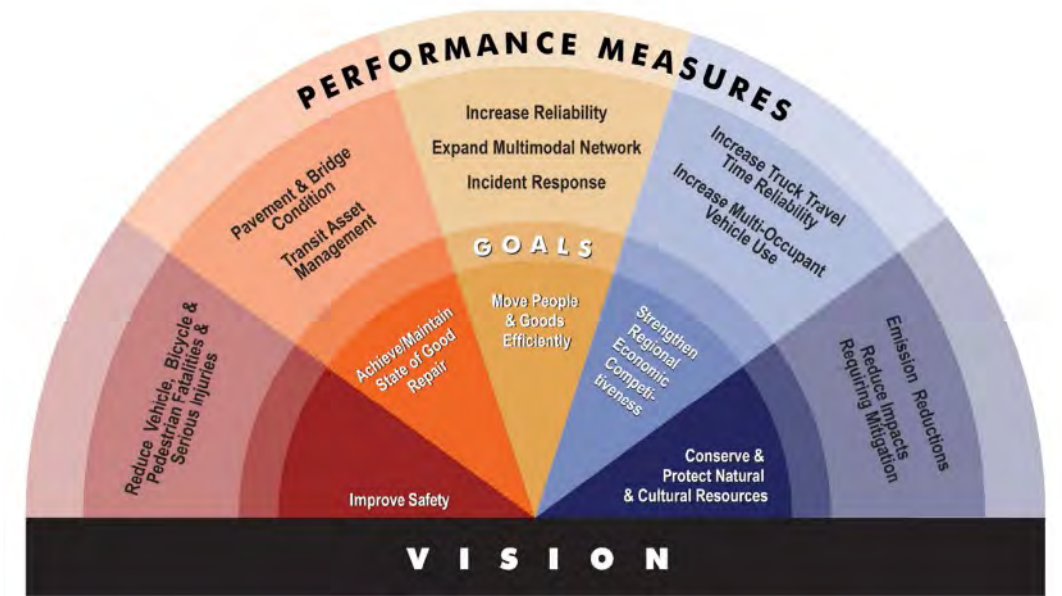 PERFORMANCE MEASURES
Reduce Vehicle, Bicycle &
Pedestrian Fatalities &
Serious Injuries
Pavement & Bridge
Condition
Transit Asset
Management
Increase Reliability
Expand Multimodal Network
Incident Response
Increase Truck Travel
Time Reliability
Increase Multi-Occupant
Vehicle Use
Emission Reductions
Reduce Impacts
Requiring Mitigation
GOALS
Improve Safety
Achieve/Maintain
State of Good
Repair
Move People
& Goods
Efficiently
Strengthen
Regional
Economic
Competi-
tiveness
Conserve &
Protect Natural
& Cultural Resources
VISION